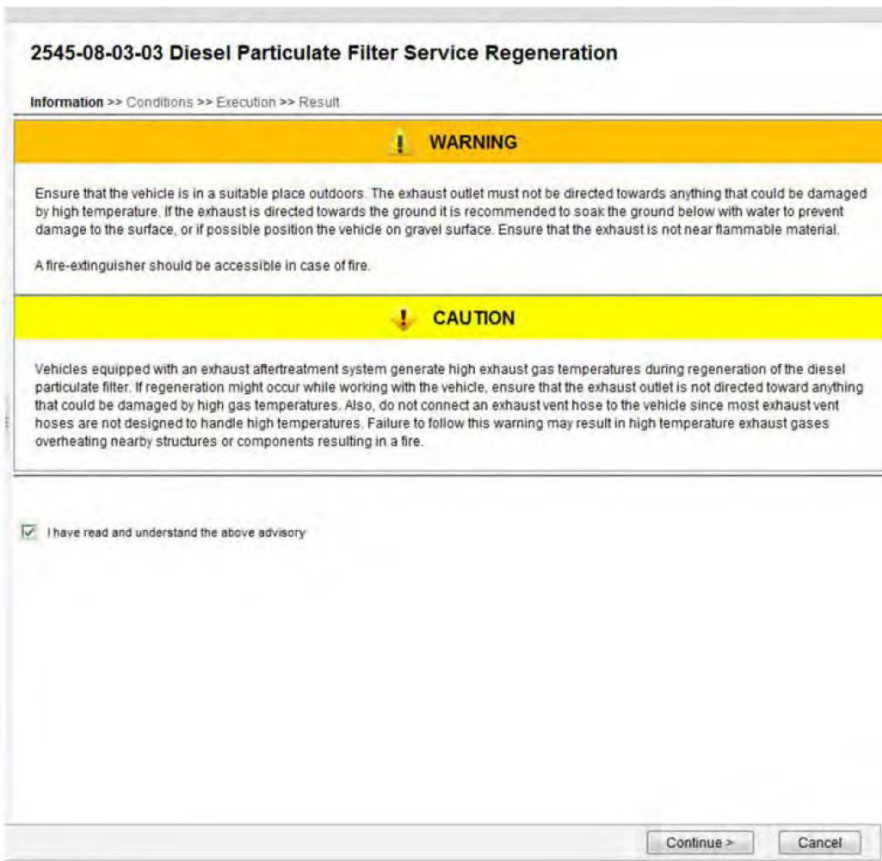 2545-08-03-03 Diesel Particulate Filter Service Regeneration
Information >> Conditions >> Execution >> Result
WARNING
Ensure that the vehicle is in a suitable place outdoors. The exhaust outlet must not be directed towards anything that could be damaged
by high temperature. If the exhaust is directed towards the ground it is recommended to soak the ground below with water to prevent
damage to the surface, or if possible position the vehicle on gravel surface. Ensure that the exhaust is not near flammable material.
A fire-extinguisher should be accessible in case of fire.
CAUTION
Vehicles equipped with an exhaust aftertreatment system generate high exhaust gas temperatures during regeneration of the diesel
particulate filter. If regeneration might occur while working with the vehicle, ensure that the exhaust outlet is not directed toward anything
that could be damaged by high gas temperatures. Also, do not connect an exhaust vent hose to the vehicle since most exhaust vent
hoses are not designed to handle high temperatures. Failure to follow this warning may result in high temperature exhaust gases
overheating nearby structures or components resulting in a fire.
I have read and understand the above advisory
Continue > Cancel